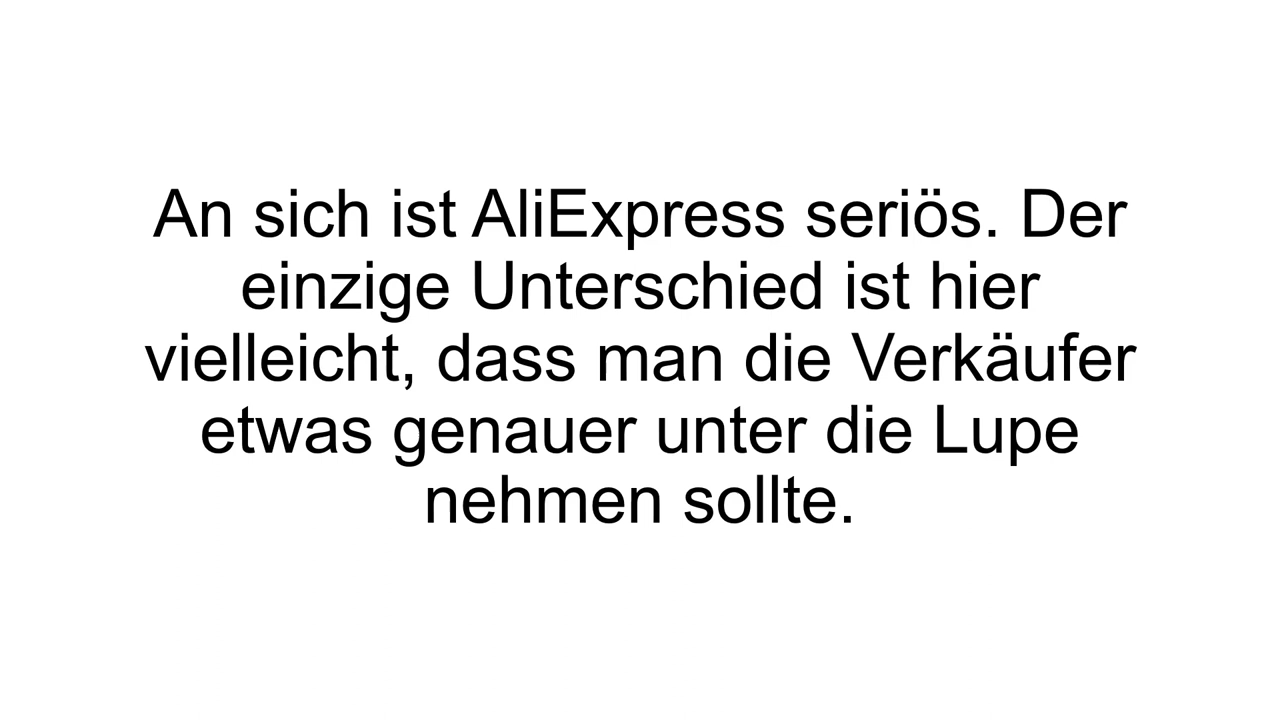 An sich ist AliExpress seriös. Der
einzige Unterschied ist hier
vielleicht, dass man die Verkäufer
etwas genauer unter die Lupe
nehmen sollte.